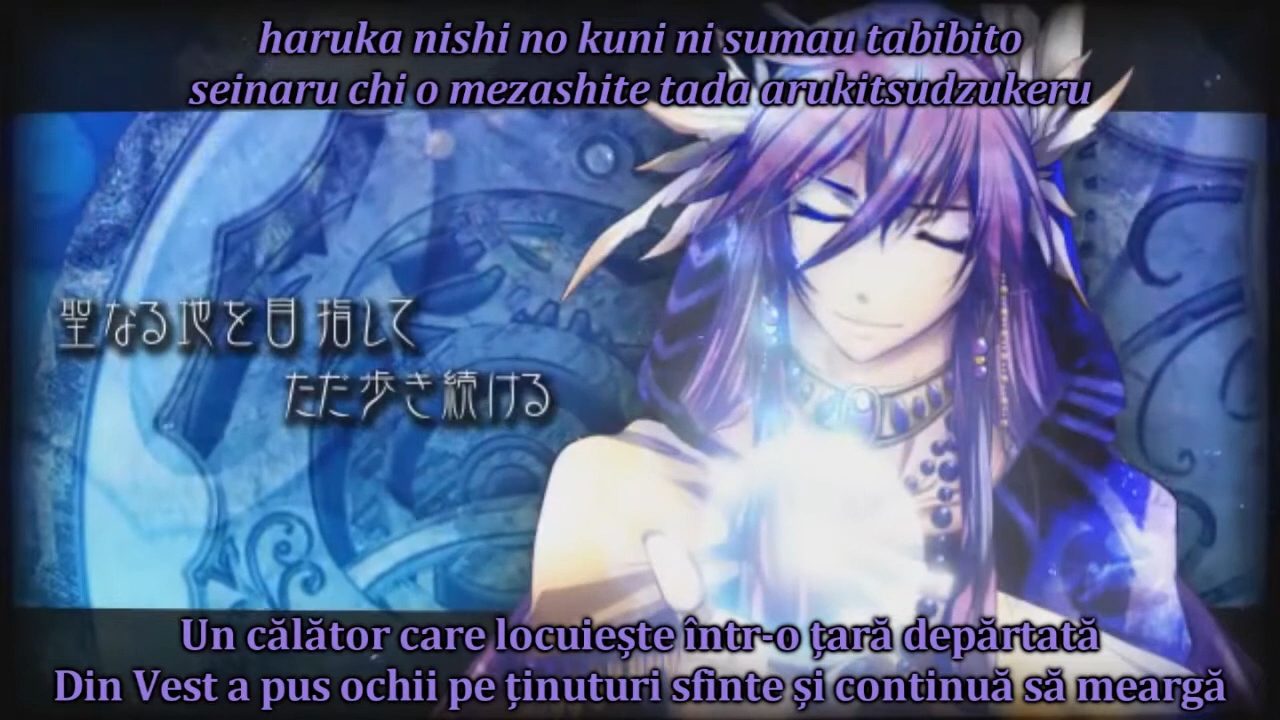 haruka nishi no kuni ni sumau tabibito
seinaru chi o mezashite tada arukitsudzukeru
聖なる地を目指して
ただ歩き続ける
Un călător care locuiește într-o ţară depărtată
Din Vest a pus ochii pe ținuturi sfinte și continuă să meargă